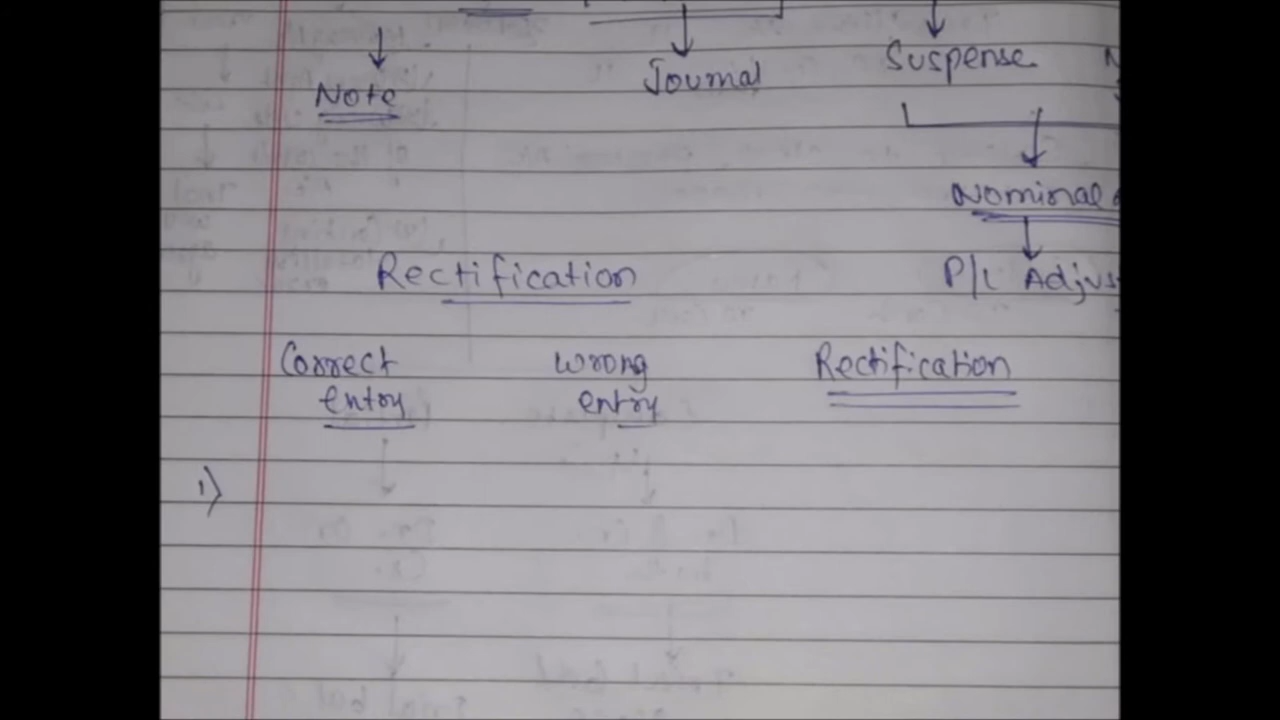 Note
Journal
Suspense
Nominal
P/L Adjus
Rectification
Correct entry
Wrong entry
Rectification
1)